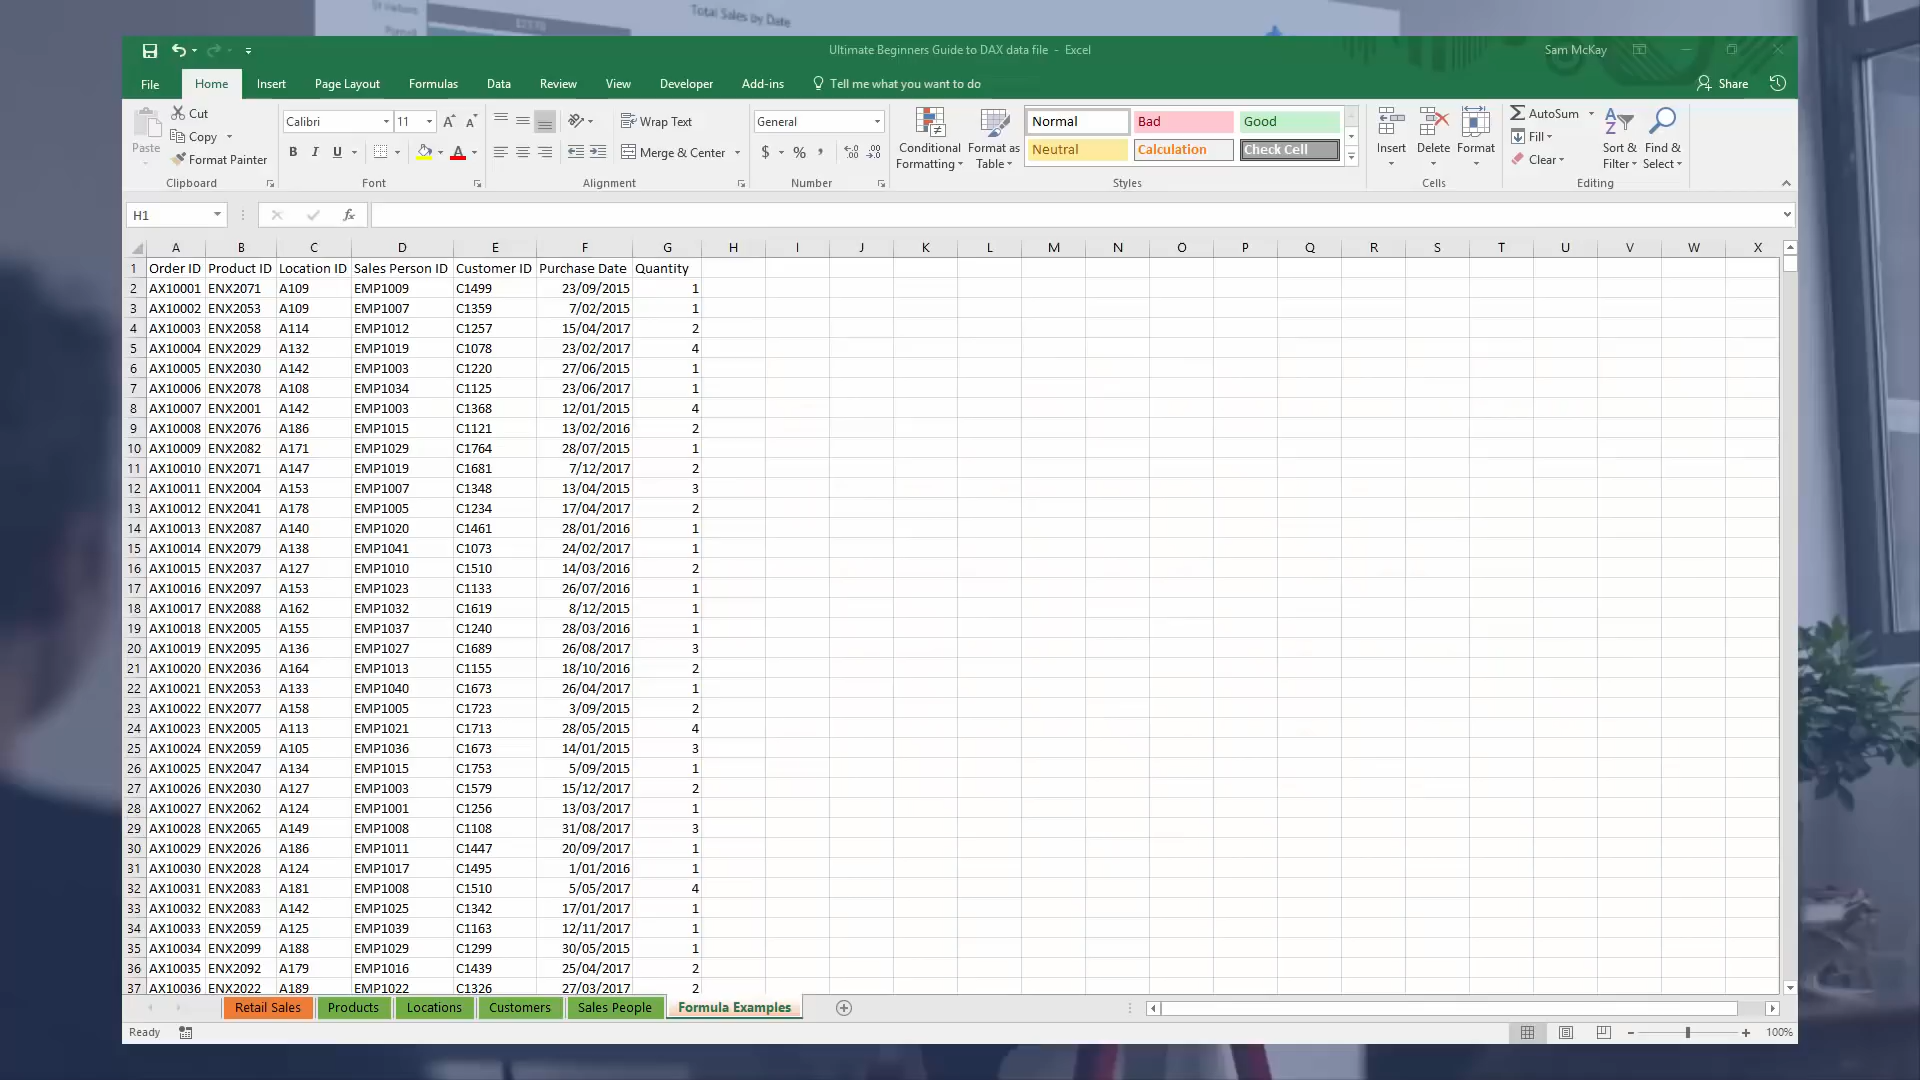 Total Sales by Date
Ultimate Beginners Guide to DAX data file - Excel
Sam McKay
File Home Insert Page Layout Formulas Data Review View Developer Add-ins Tell me what you want to do Share
Paste Cut Copy Format Painter
Calibri 11 Wrap Text General
B I U Merge & Center $ % ,
Conditional Formatting Format as Table
Normal Bad Good
Neutral Calculation Check Cell
Insert Delete Format
AutoSum Fill Clear
Sort & Filter Find & Select
Clipboard Font Alignment Number Styles Cells Editing
H1 fx
A B C D E F G H I J K L M N O P Q R S T U V W X
1 Order ID Product ID Location ID Sales Person ID Customer ID Purchase Date Quantity
2 AX10001 ENX2071 A109 EMP1009 C1499 23/09/2015 1
3 AX10002 ENX2053 A109 EMP1007 C1359 7/02/2015 1
4 AX10003 ENX2058 A114 EMP1012 C1257 15/04/2017 2
5 AX10004 ENX2029 A132 EMP1019 C1078 23/02/2017 4
6 AX10005 ENX2030 A142 EMP1003 C1220 27/06/2015 1
7 AX10006 ENX2078 A108 EMP1034 C1125 23/06/2017 1
8 AX10007 ENX2001 A142 EMP1003 C1368 12/01/2015 4
9 AX10008 ENX2076 A186 EMP1015 C1121 13/02/2016 2
10 AX10009 ENX2082 A171 EMP1029 C1764 28/07/2015 1
11 AX10010 ENX2071 A147 EMP1019 C1681 7/12/2017 2
12 AX10011 ENX2004 A153 EMP1007 C1348 13/04/2015 3
13 AX10012 ENX2041 A178 EMP1005 C1234 17/04/2017 2
14 AX10013 ENX2087 A140 EMP1020 C1461 28/01/2016 1
15 AX10014 ENX2079 A138 EMP1041 C1073 24/02/2017 1
16 AX10015 ENX2037 A127 EMP1010 C1510 14/03/2016 2
17 AX10016 ENX2097 A153 EMP1023 C1133 26/07/2016 1
18 AX10017 ENX2088 A162 EMP1032 C1619 8/12/2015 1
19 AX10018 ENX2005 A155 EMP1037 C1240 28/03/2016 1
20 AX10019 ENX2095 A136 EMP1027 C1689 26/08/2017 3
21 AX10020 ENX2036 A164 EMP1013 C1155 18/10/2016 2
22 AX10021 ENX2053 A133 EMP1040 C1673 26/04/2017 1
23 AX10022 ENX2077 A158 EMP1005 C1723 3/09/2015 2
24 AX10023 ENX2005 A113 EMP1021 C1713 28/05/2015 4
25 AX10024 ENX2059 A105 EMP1036 C1673 14/01/2015 3
26 AX10025 ENX2047 A134 EMP1015 C1753 5/09/2015 1
27 AX10026 ENX2030 A127 EMP1003 C1579 15/12/2017 2
28 AX10027 ENX2062 A124 EMP1001 C1256 13/03/2017 1
29 AX10028 ENX2065 A149 EMP1008 C1108 31/08/2017 3
30 AX10029 ENX2026 A186 EMP1011 C1447 20/09/2017 1
31 AX10030 ENX2028 A124 EMP1017 C1495 1/01/2016 1
32 AX10031 ENX2083 A181 EMP1008 C1510 5/05/2017 4
33 AX10032 ENX2083 A142 EMP1025 C1342 17/01/2017 1
34 AX10033 ENX2059 A125 EMP1039 C1163 12/11/2017 1
35 AX10034 ENX2099 A188 EMP1029 C1299 30/05/2015 1
36 AX10035 ENX2092 A179 EMP1016 C1439 25/04/2017 2
37 AX10036 ENX2022 A189 EMP1022 C1326 27/03/2017 2
Retail Sales Products Locations Customers Sales People Formula Examples
Ready 100%